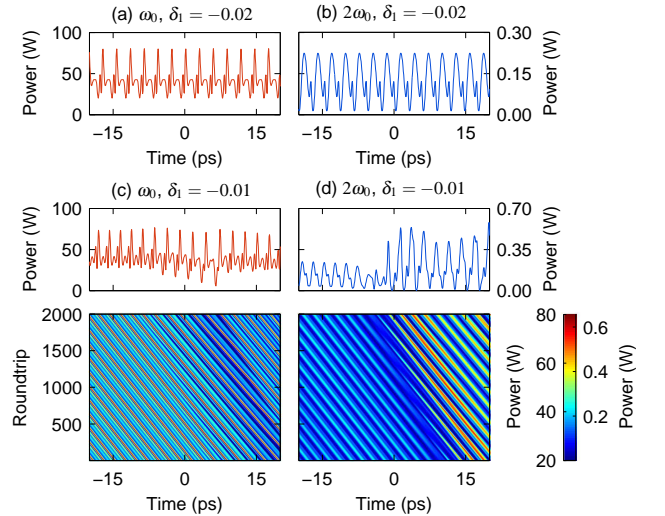 (a) ω₀, δ₁ = −0.02
(b) 2ω₀, δ₁ = −0.02
100
50
0
Power (W)
0.30
0.15
0.00
Power (W)
−15 0 15
−15 0 15
Time (ps)
Time (ps)
(c) ω₀, δ₁ = −0.01
(d) 2ω₀, δ₁ = −0.01
100
50
0
Power (W)
0.70
0.35
0.00
Power (W)
2000
1500
1000
500
Roundtrip
−15 0 15
−15 0 15
Time (ps)
Time (ps)
80
60
40
20
Power (W)
0.6
0.4
0.2
Power (W)